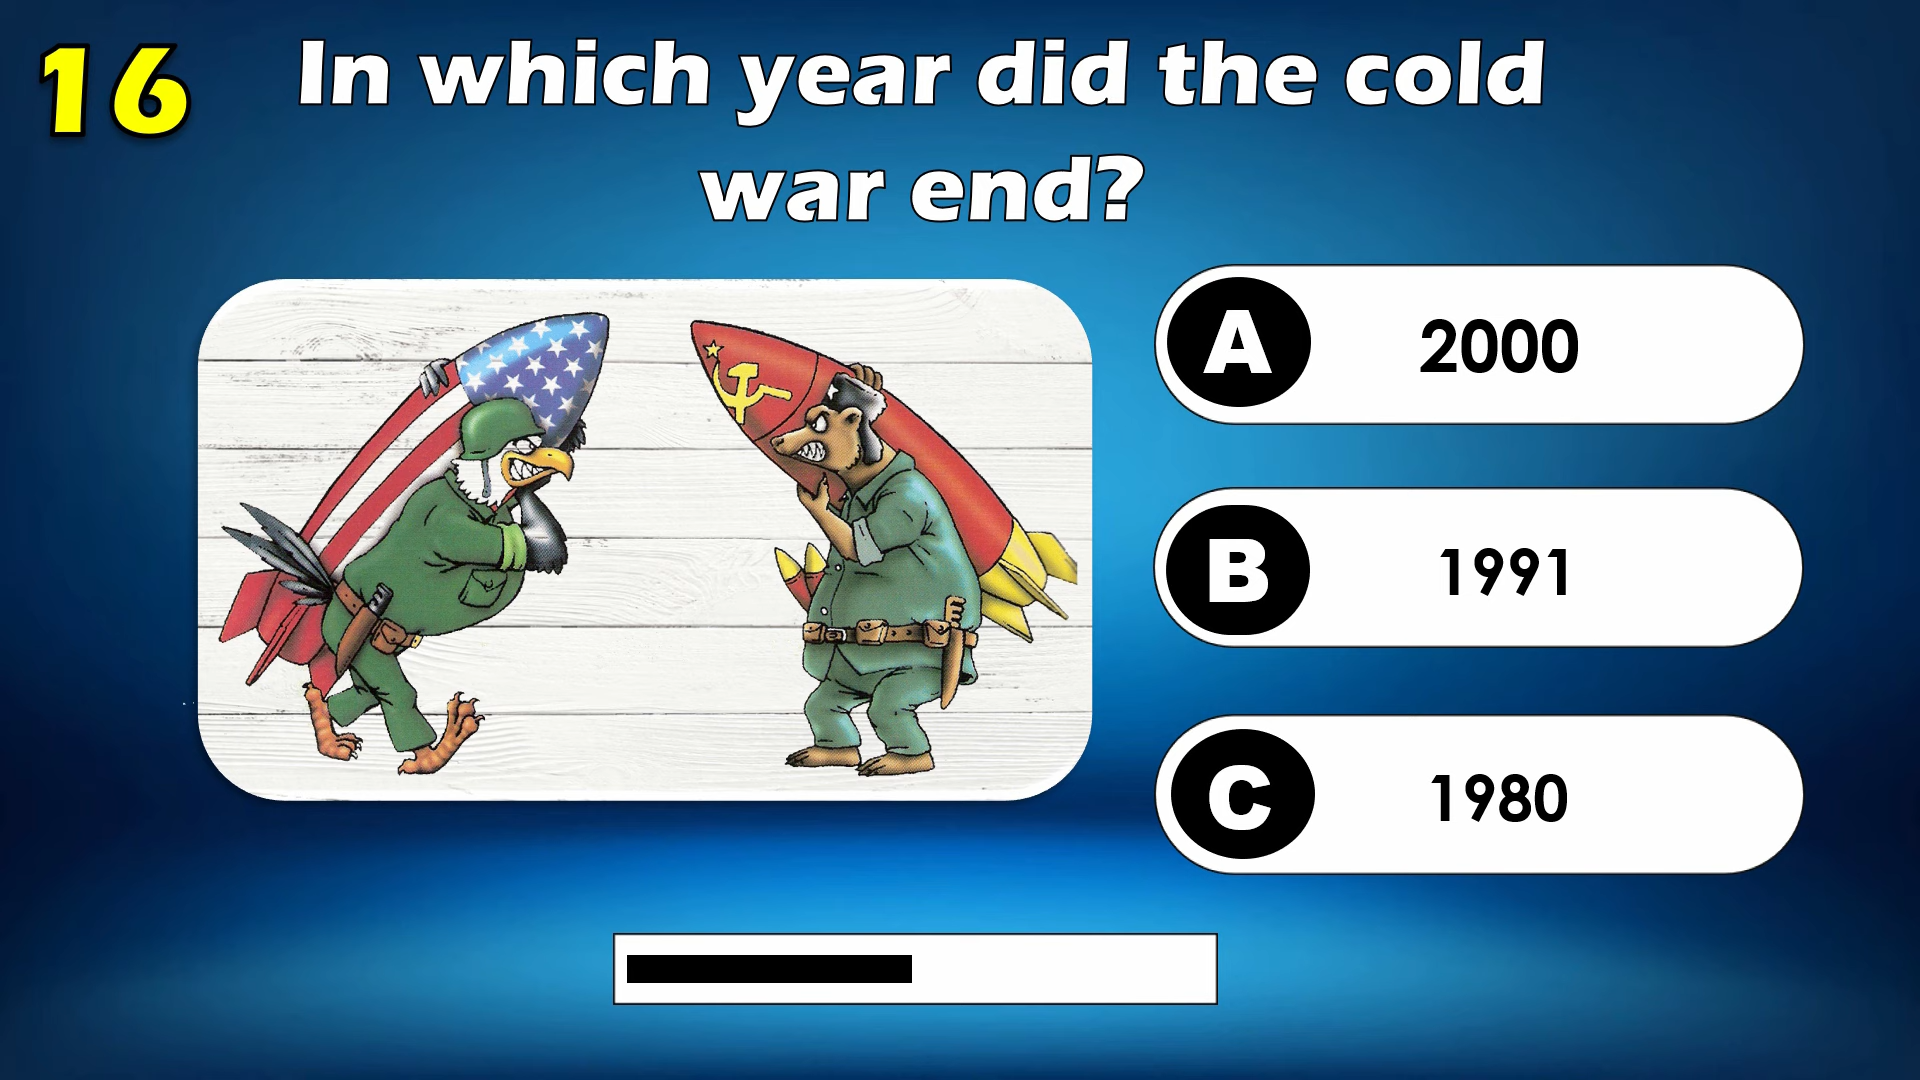 16
In which year did the cold
war end?
A 2000
B 1991
C 1980